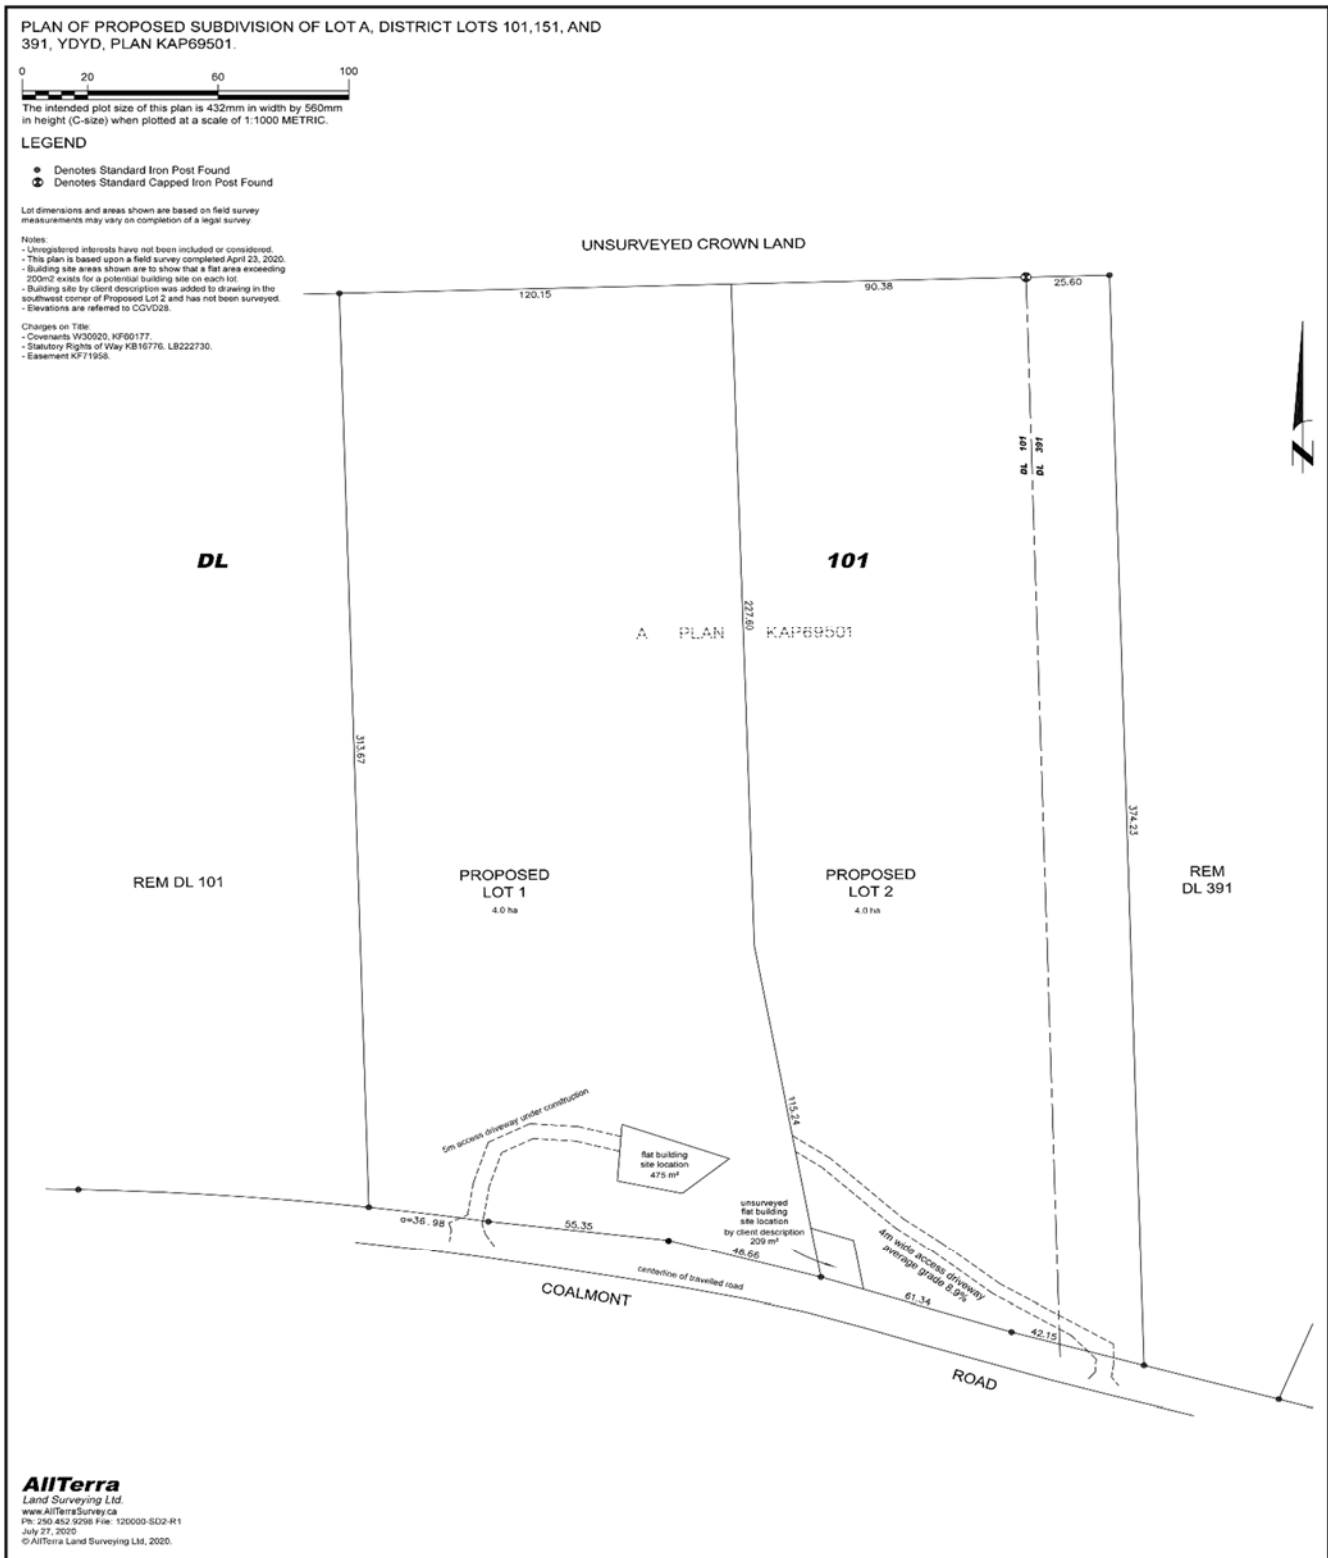 PLAN OF PROPOSED SUBDIVISION OF LOT A, DISTRICT LOTS 101,151, AND
391, YDYD, PLAN KAP69501.
0 20 60 100
The intended plot size of this plan is 432mm in width by 560mm
in height (C-size) when plotted at a scale of 1:1000 METRIC.
LEGEND
Denotes Standard Iron Post Found
Denotes Standard Capped Iron Post Found
Lot dimensions and areas shown are based on field survey
measurements may vary on completion of a legal survey.
Notes:
- Unregistered interests have not been included or considered.
- This plan is based upon a field survey completed April 23, 2020.
- Building site areas shown are to show that a flat area exceeding
200m2 exists for a potential building site on each lot.
- Building site by client description was added to drawing in the
southwest corner of Proposed Lot 2 and has not been surveyed.
- Elevations are referred to CGVD28.
Charges on Title:
- Covenants W30920, KF60177.
- Statutory Rights of Way KB16776, LB222730.
- Easement KF71958.
UNSURVEYED CROWN LAND
120.15
90.38
25.60
DL 101
DL 391
N
DL
101
227.60
A PLAN KAP69501
313.67
374.23
REM DL 101
PROPOSED
LOT 1
4.0 ha
PROPOSED
LOT 2
4.0 ha
REM
DL 391
5m access driveway under construction
115.24
flat building
site location
475 m²
unsurveyed
flat building
site location
by client description
209 m²
4m wide access driveway
average grade 8.9%
a=36.98
55.35
46.66
61.34
42.15
centerline of travelled road
COALMONT
ROAD
AllTerra
Land Surveying Ltd.
www.AllTerraSurvey.ca
Ph: 250.452.9298 File: 120000-SD2-R1
July 27, 2020
© AllTerra Land Surveying Ltd, 2020.